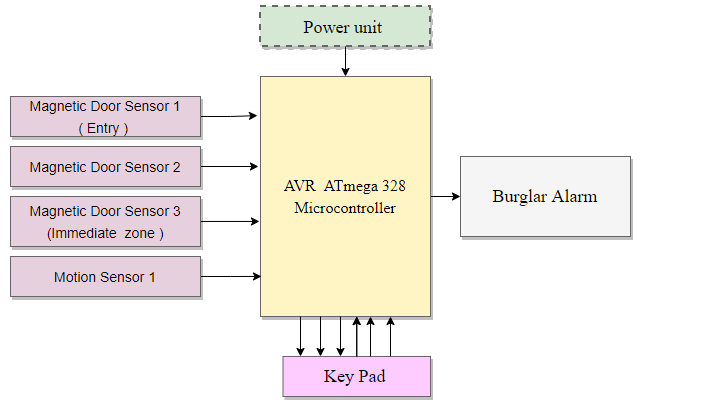 Power unit
Magnetic Door Sensor 1
( Entry )
Magnetic Door Sensor 2
Magnetic Door Sensor 3
(Immediate zone )
Motion Sensor 1
AVR ATmega 328
Microcontroller
Burglar Alarm
Key Pad